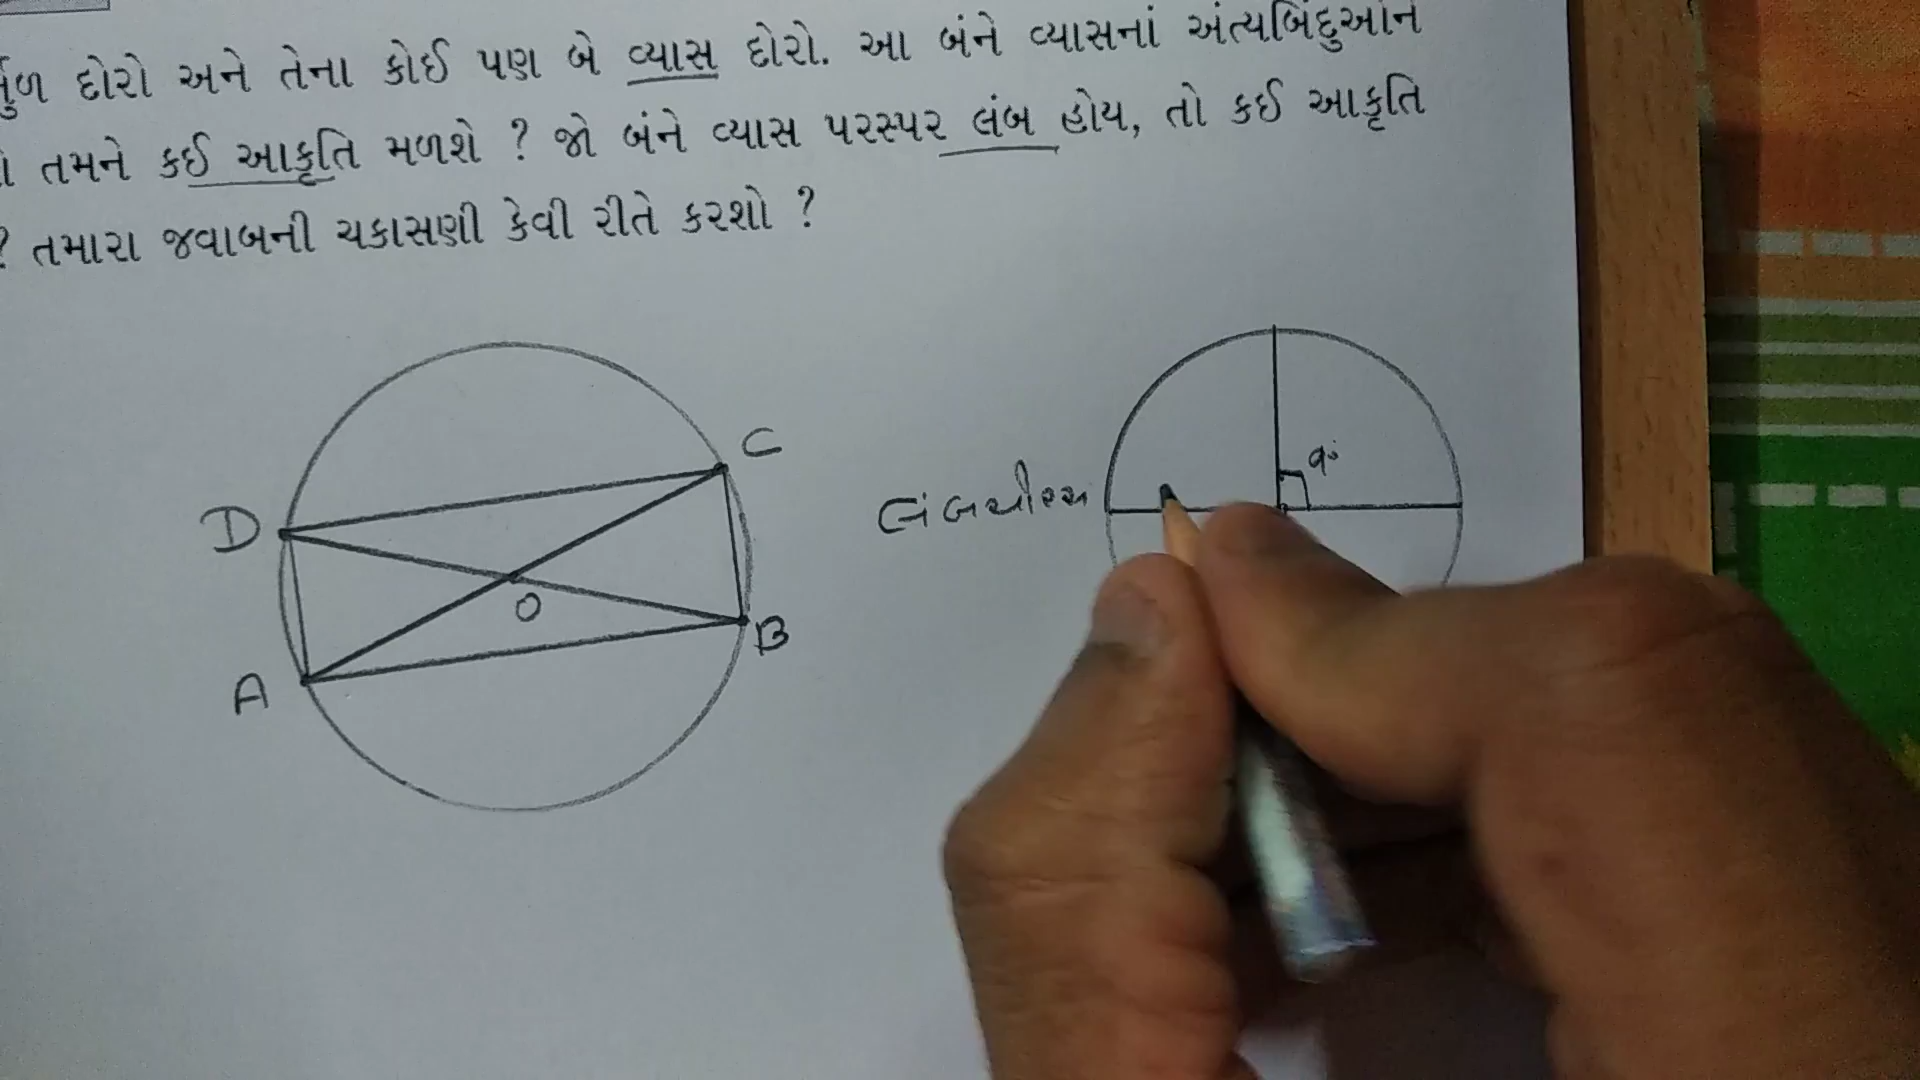 દોરો અને તેના કોઈ પણ બે વ્યાસ દોરો. આ બંને વ્યાસનાં અંત્યબિંદુઓને
તમને કઈ આકૃતિ મળશે ? જો બંને વ્યાસ પરસ્પર લંબ હોય, તો કઈ આકૃતિ
? તમારા જવાબની ચકાસણી કેવી રીતે કરશો ?
C
D
O
B
A
લંબચોરસ